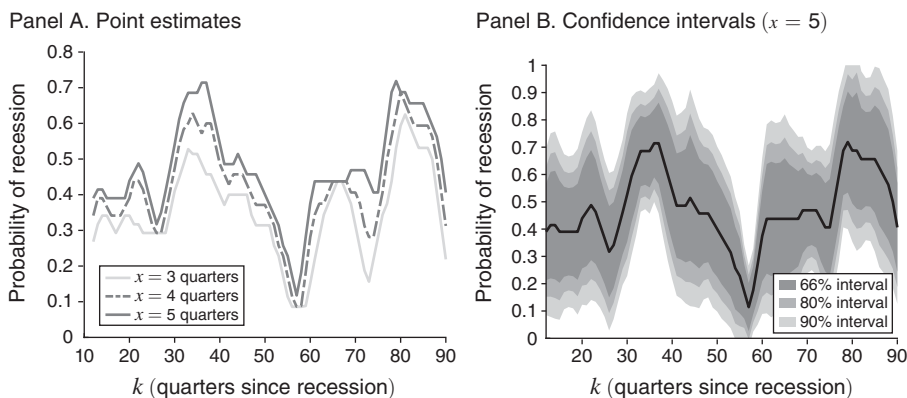 Panel A. Point estimates
Probability of recession
0.8
0.7
0.6
0.5
0.4
0.3
0.2
0.1
0
x = 3 quarters
x = 4 quarters
x = 5 quarters
10 20 30 40 50 60 70 80 90
k (quarters since recession)
Panel B. Confidence intervals (x = 5)
Probability of recession
1
0.9
0.8
0.7
0.6
0.5
0.4
0.3
0.2
0.1
0
66% interval
80% interval
90% interval
20 30 40 50 60 70 80 90
k (quarters since recession)